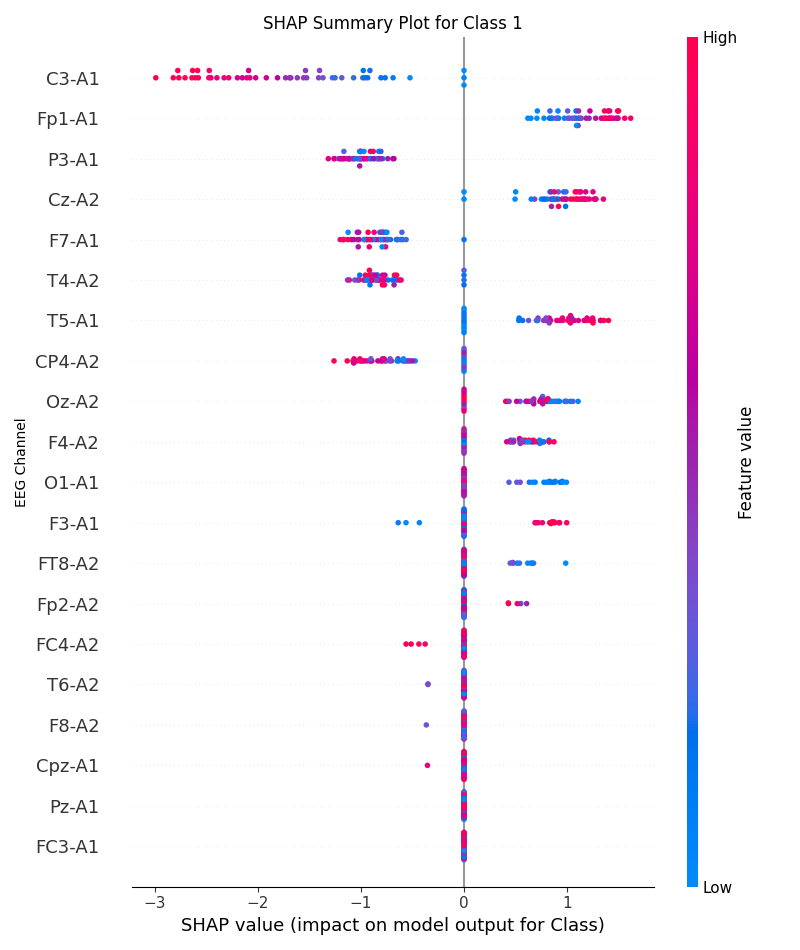 SHAP Summary Plot for Class 1
High
C3-A1
Fp1-A1
P3-A1
Cz-A2
F7-A1
T4-A2
T5-A1
CP4-A2
Oz-A2
F4-A2
O1-A1
F3-A1
FT8-A2
Fp2-A2
FC4-A2
T6-A2
F8-A2
Cpz-A1
Pz-A1
FC3-A1
EEG Channel
Feature value
Low
−3 −2 −1 0 1
SHAP value (impact on model output for Class)